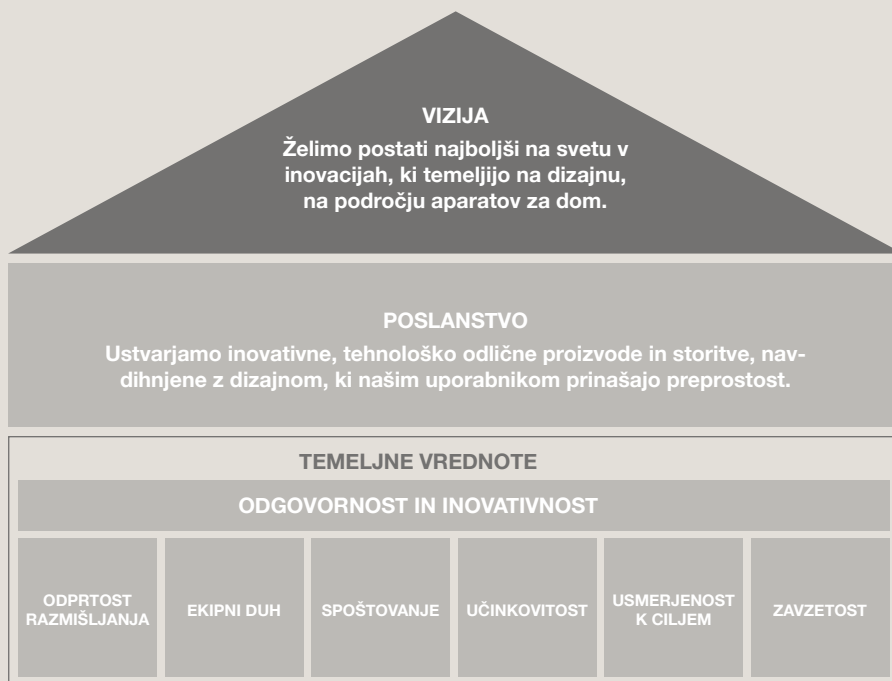 VIZIJA
Želimo postati najboljši na svetu v
inovacijah, ki temeljijo na dizajnu,
na področju aparatov za dom.
POSLANSTVO
Ustvarjamo inovativne, tehnološko odlične proizvode in storitve, nav-
dihnjene z dizajnom, ki našim uporabnikom prinašajo preprostost.
TEMELJNE VREDNOTE
ODGOVORNOST IN INOVATIVNOST
ODPRTOST
RAZMIŠLJANJA
EKIPNI DUH
SPOŠTOVANJE
UČINKOVITOST
USMERJENOST
K CILJEM
ZAVZETOST